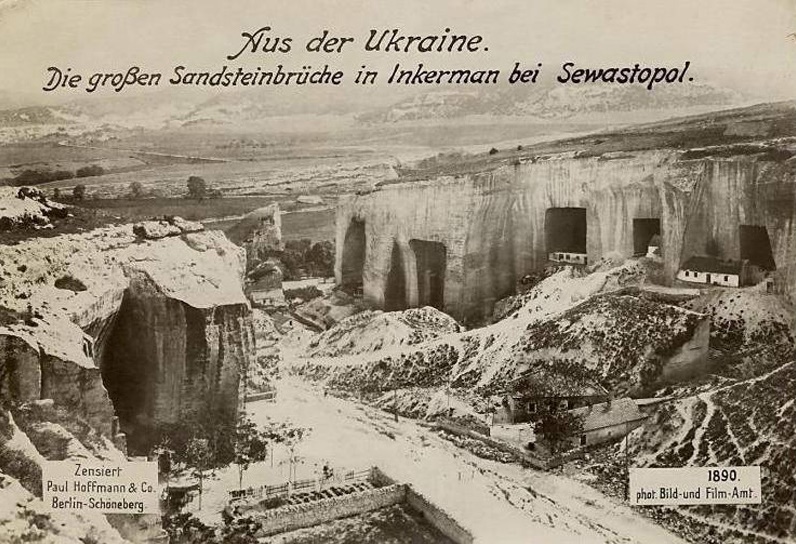 Aus der Ukraine.
Die großen Sandsteinbrüche in Inkerman bei Sewastopol.
Zensiert
Paul Hoffmann & Co.
Berlin-Schöneberg.
1890.
phot. Bild- und Film-Amt.